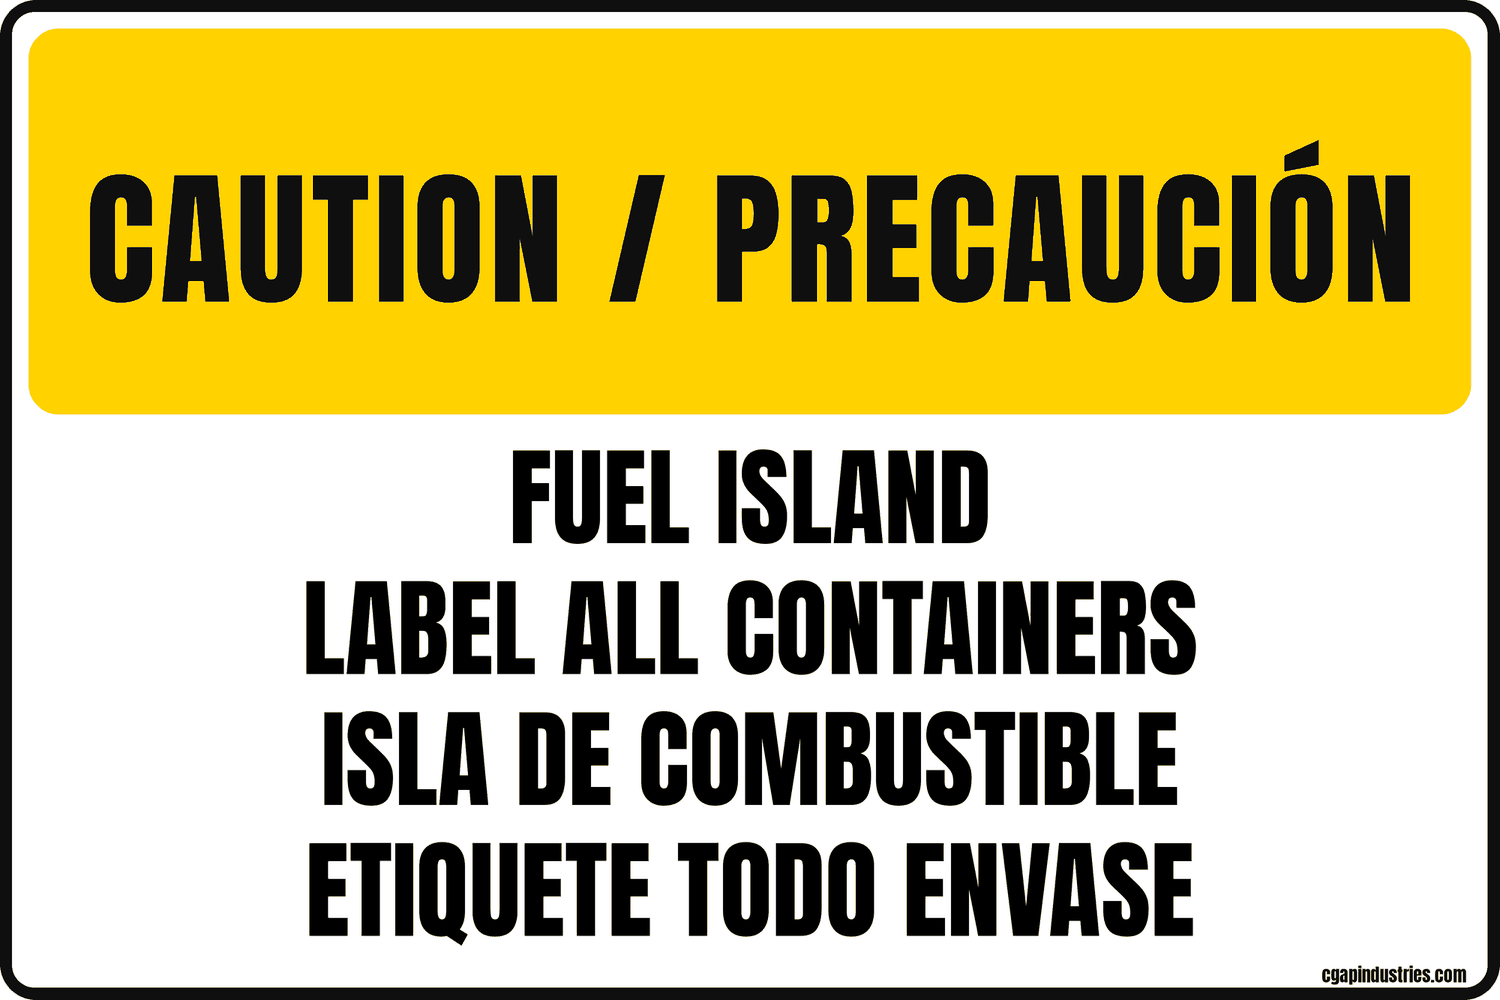 CAUTION / PRECAUCIÓN
FUEL ISLAND
LABEL ALL CONTAINERS
ISLA DE COMBUSTIBLE
ETIQUETE TODO ENVASE
cgapindustries.com